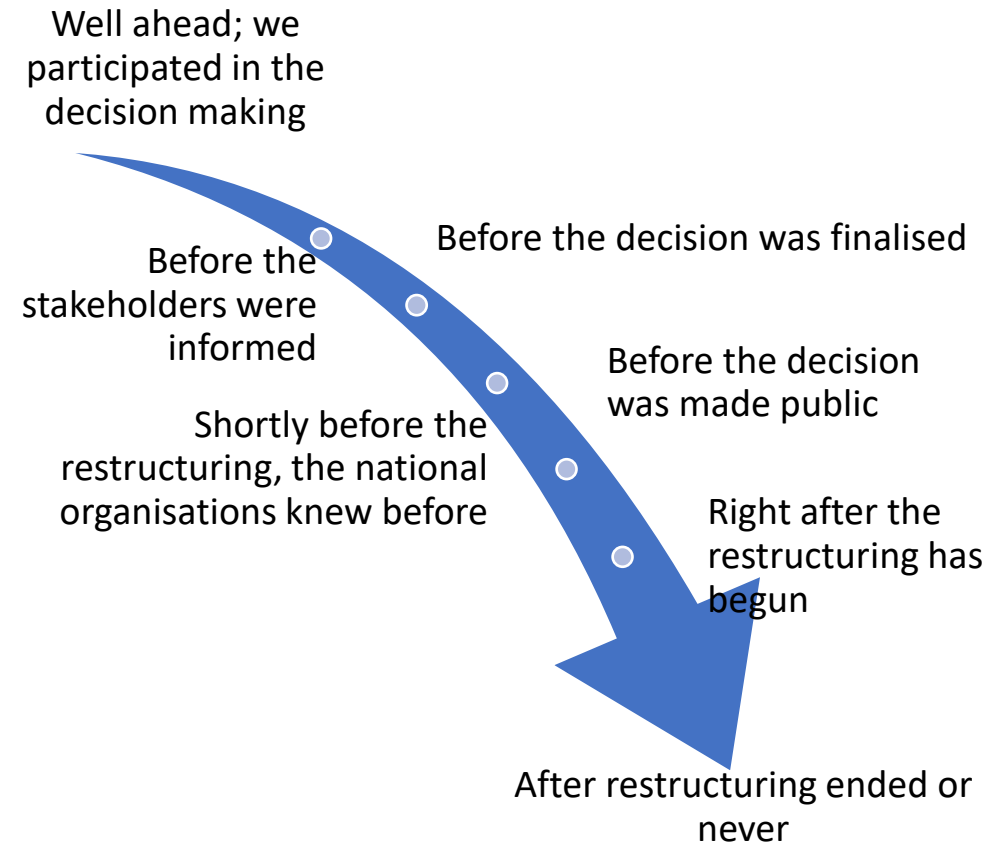 Well ahead; we
participated in the
decision making
Before the decision was finalised
Before the
stakeholders were
informed
Before the decision
was made public
Shortly before the
restructuring, the national
organisations knew before
Right after the
restructuring has
begun
After restructuring ended or
never